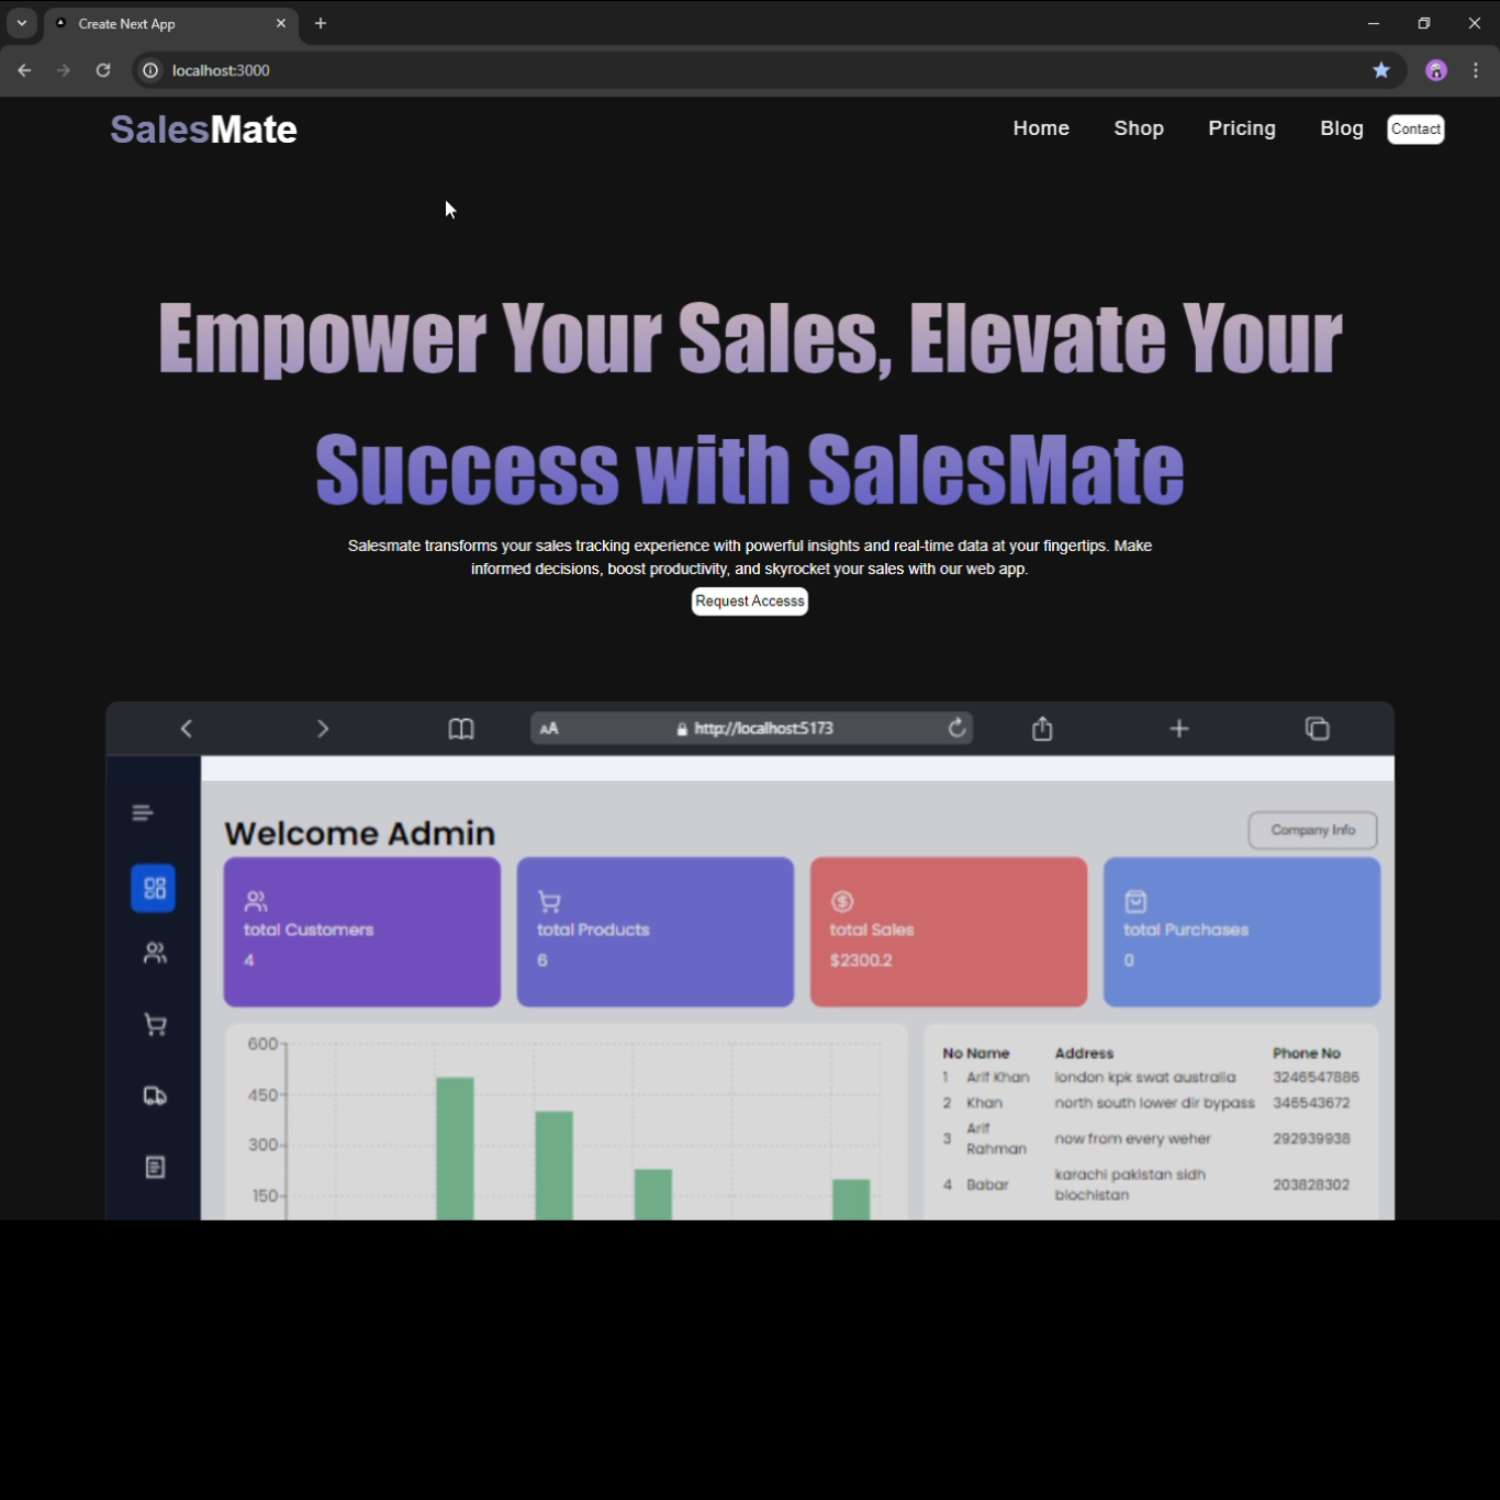 Create Next App
localhost:3000
SalesMate
Home Shop Pricing Blog Contact
Empower Your Sales, Elevate Your
Success with SalesMate
Salesmate transforms your sales tracking experience with powerful insights and real-time data at your fingertips. Make
informed decisions, boost productivity, and skyrocket your sales with our web app.
Request Accesss
AA http://localhost:5173
Welcome Admin
Company Info
total Customers
4
total Products
6
total Sales
$2300.2
total Purchases
0
600
450
300
150
No Name Address Phone No
1 Arif Khan london kpk swat australia 3246547886
2 Khan north south lower dir bypass 346543672
3 Arif Rahman now from every weher 292939938
4 Babar karachi pakistan sidh blochistan 203828302